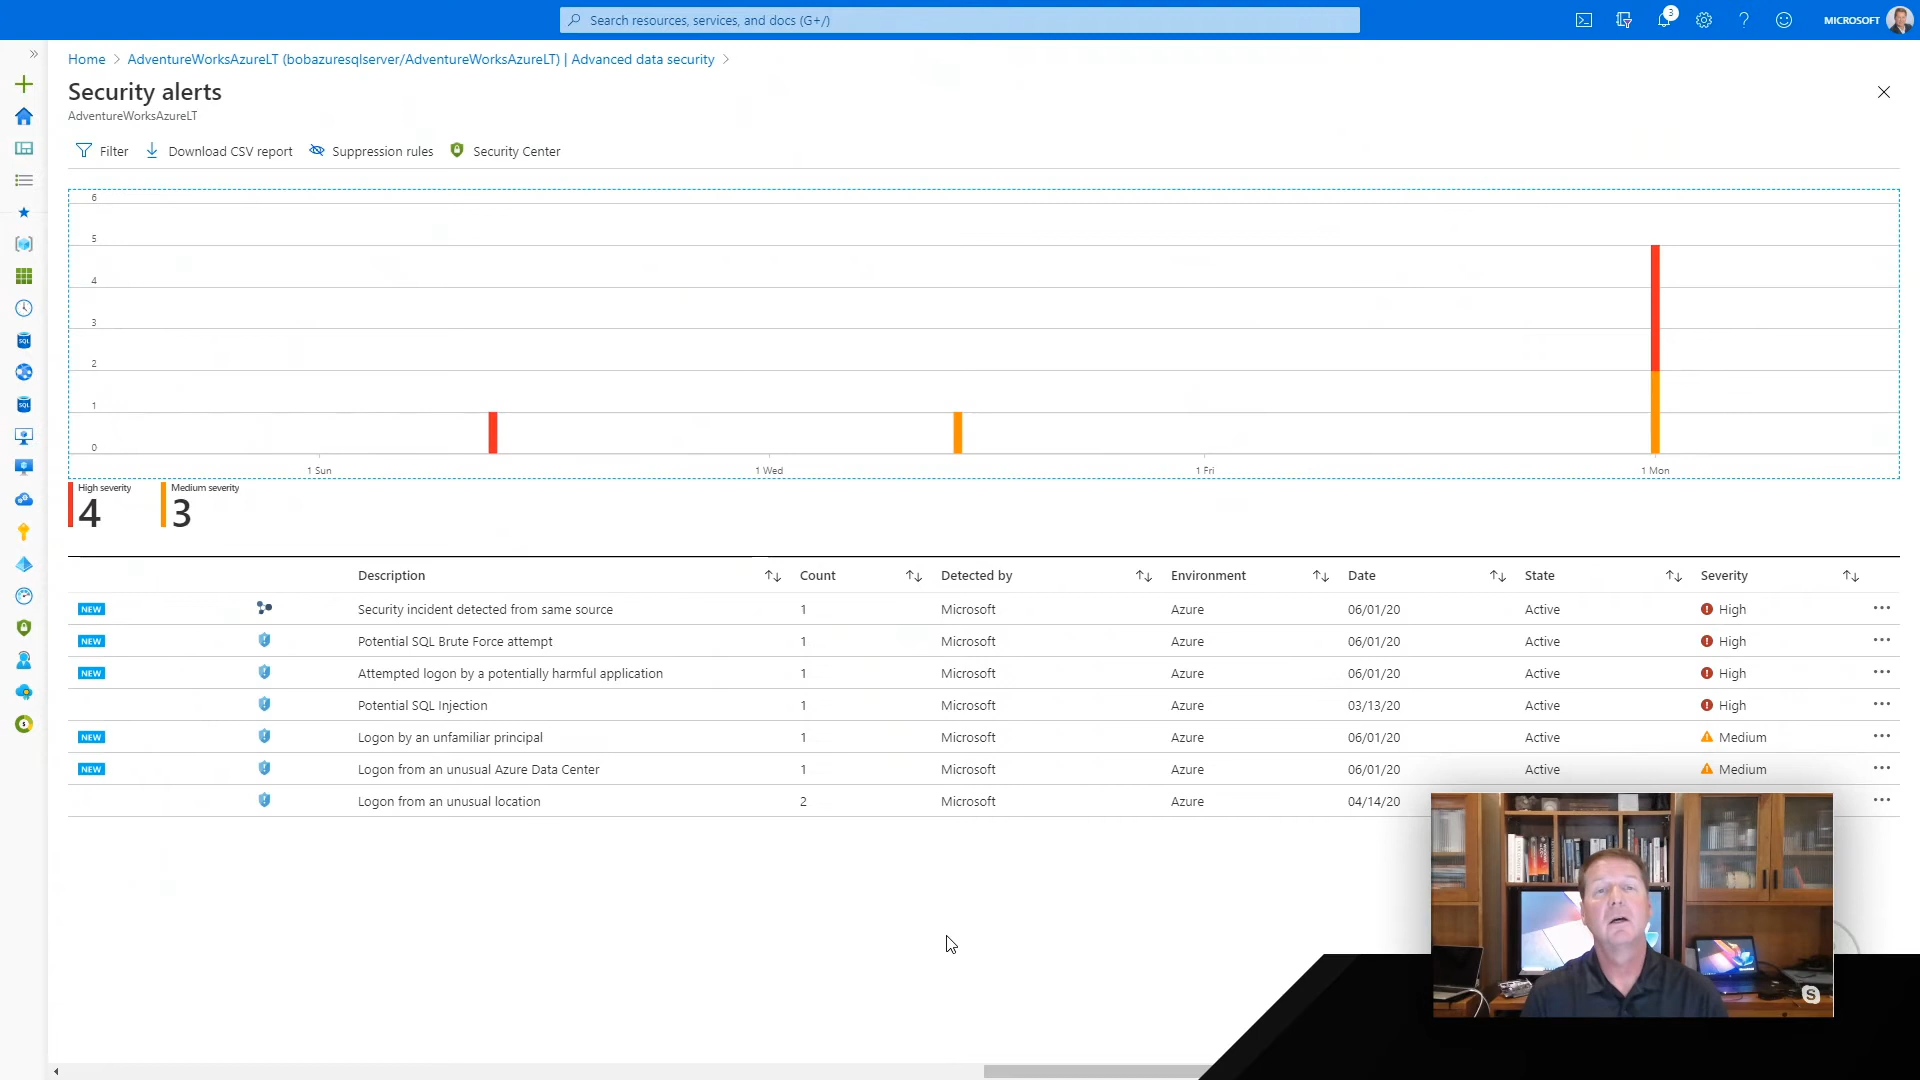 Search resources, services, and docs (G+/)
3
MICROSOFT
Home > AdventureWorksAzureLT (bobazuresqlserver/AdventureWorksAzureLT) | Advanced data security >
Security alerts
AdventureWorksAzureLT
Filter Download CSV report Suppression rules Security Center
6
5
4
3
2
1
0
1 Sun 1 Wed 1 Fri 1 Mon
High severity Medium severity
4 3
Description Count Detected by Environment Date State Severity
NEW Security incident detected from same source 1 Microsoft Azure 06/01/20 Active High
NEW Potential SQL Brute Force attempt 1 Microsoft Azure 06/01/20 Active High
NEW Attempted logon by a potentially harmful application 1 Microsoft Azure 06/01/20 Active High
Potential SQL Injection 1 Microsoft Azure 03/13/20 Active High
NEW Logon by an unfamiliar principal 1 Microsoft Azure 06/01/20 Active Medium
NEW Logon from an unusual Azure Data Center 1 Microsoft Azure 06/01/20 Active Medium
Logon from an unusual location 2 Microsoft Azure 04/14/20